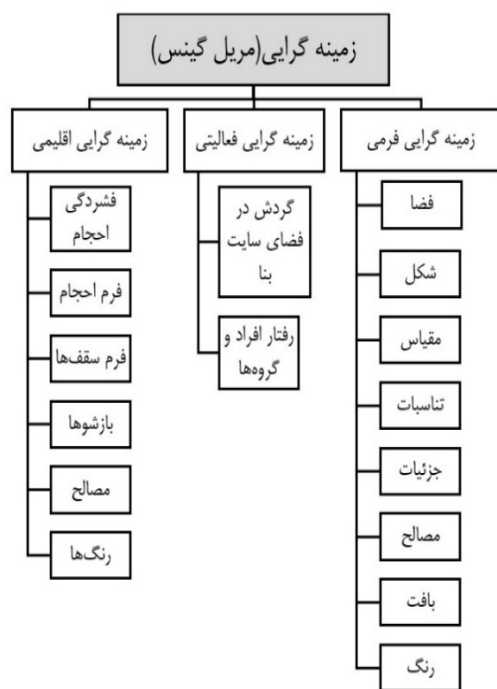 زمینه گرایی(مریل گینس)
زمینه گرایی فرمی
فضا
شکل
مقیاس
تناسبات
جزئیات
مصالح
بافت
رنگ
زمینه گرایی فعالیتی
گردش در
فضای سایت
بنا
رفتار افراد و
گروه‌ها
زمینه گرایی اقلیمی
فشردگی
احجام
فرم احجام
فرم سقف‌ها
بازشوها
مصالح
رنگ‌ها